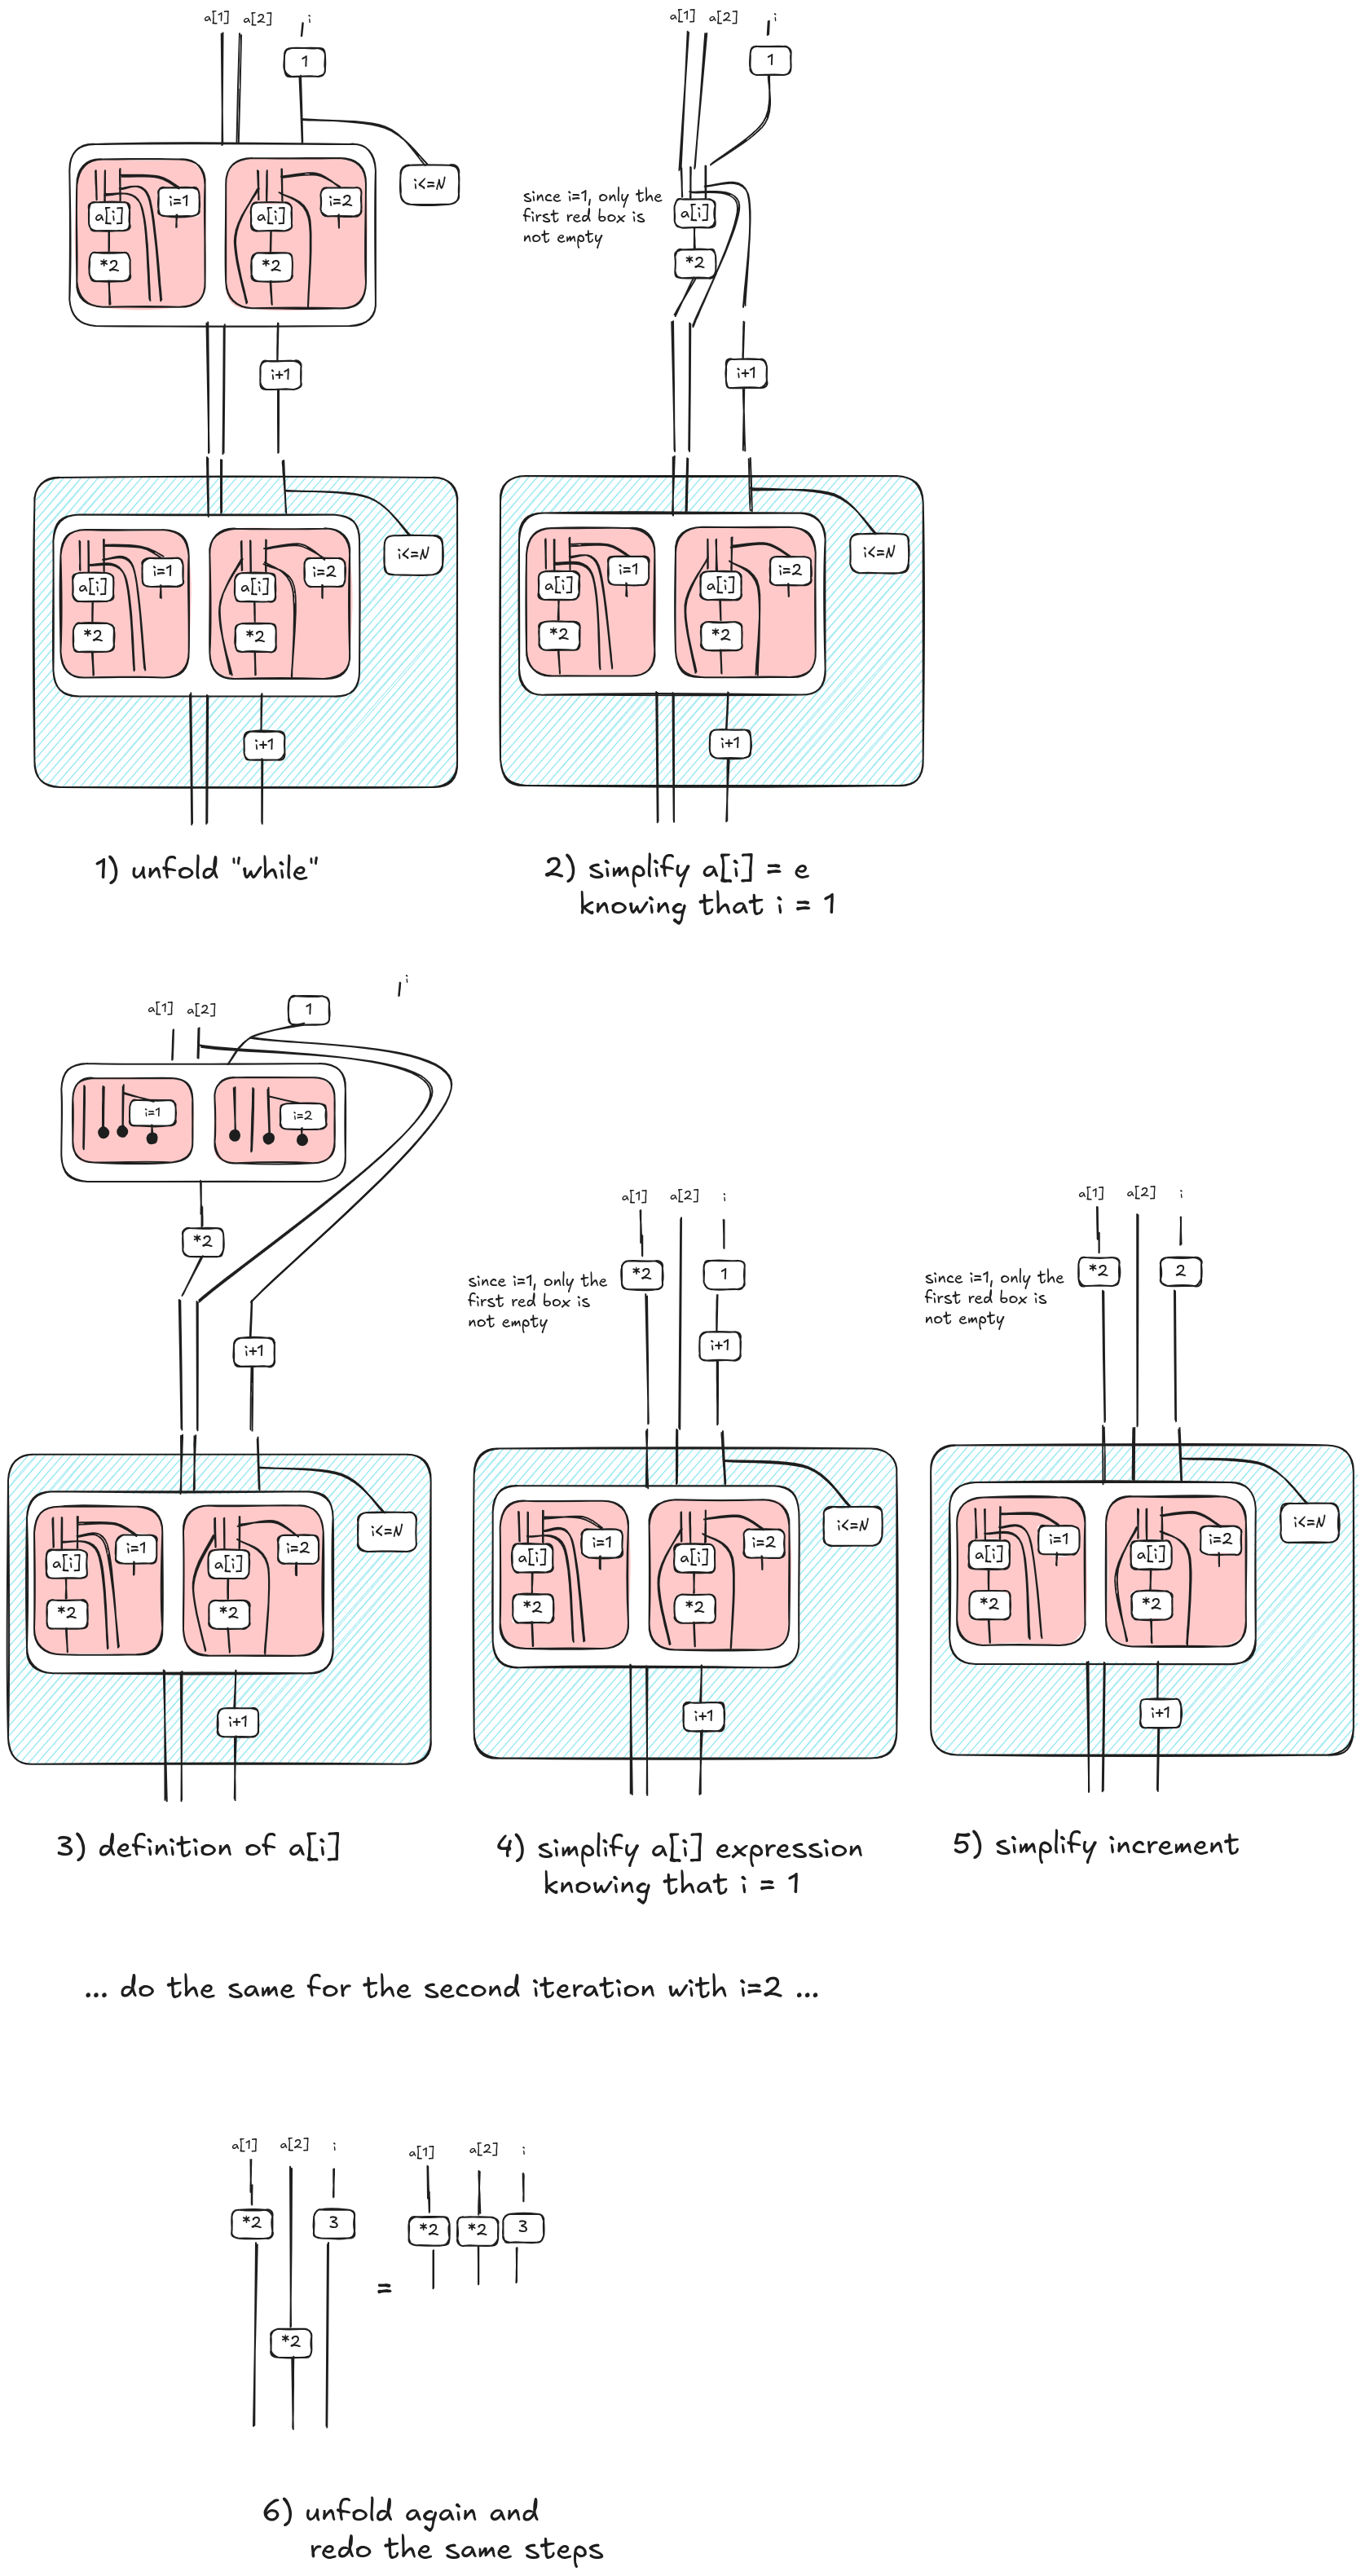 a[1] a[2] i
1
i<=N
i=1
a[i]
*2
i=2
a[i]
*2
i+1
i<=N
i=1
a[i]
*2
i=2
a[i]
*2
i+1
1) unfold "while"
a[1] a[2] i
1
since i=1, only the
first red box is
not empty
a[i]
*2
i+1
i<=N
i=1
a[i]
*2
i=2
a[i]
*2
i+1
2) simplify a[i] = e
knowing that i = 1
a[1] a[2]
1
i
i=1
i=2
*2
i+1
i<=N
i=1
a[i]
*2
i=2
a[i]
*2
i+1
3) definition of a[i]
a[1] a[2] i
since i=1, only the
first red box is
not empty
*2
1
i+1
i<=N
i=1
a[i]
*2
i=2
a[i]
*2
i+1
4) simplify a[i] expression
knowing that i = 1
a[1] a[2] i
since i=1, only the
first red box is
not empty
*2
2
i<=N
i=1
a[i]
*2
i=2
a[i]
*2
i+1
5) simplify increment
... do the same for the second iteration with i=2 ...
a[1] a[2] i
*2
3
*2
=
a[1] a[2] i
*2 *2 3
6) unfold again and
redo the same steps